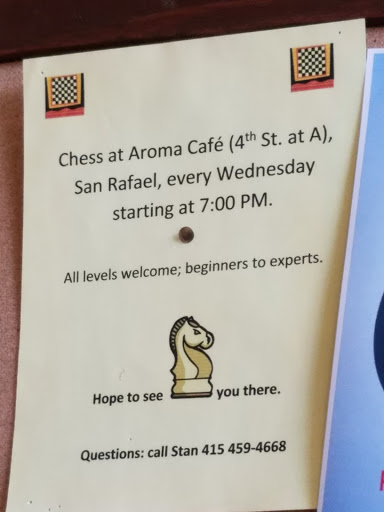 Chess at Aroma Café (4th St. at A),
San Rafael, every Wednesday
starting at 7:00 PM.
All levels welcome; beginners to experts.
Hope to see you there.
Questions: call Stan 415 459-4668